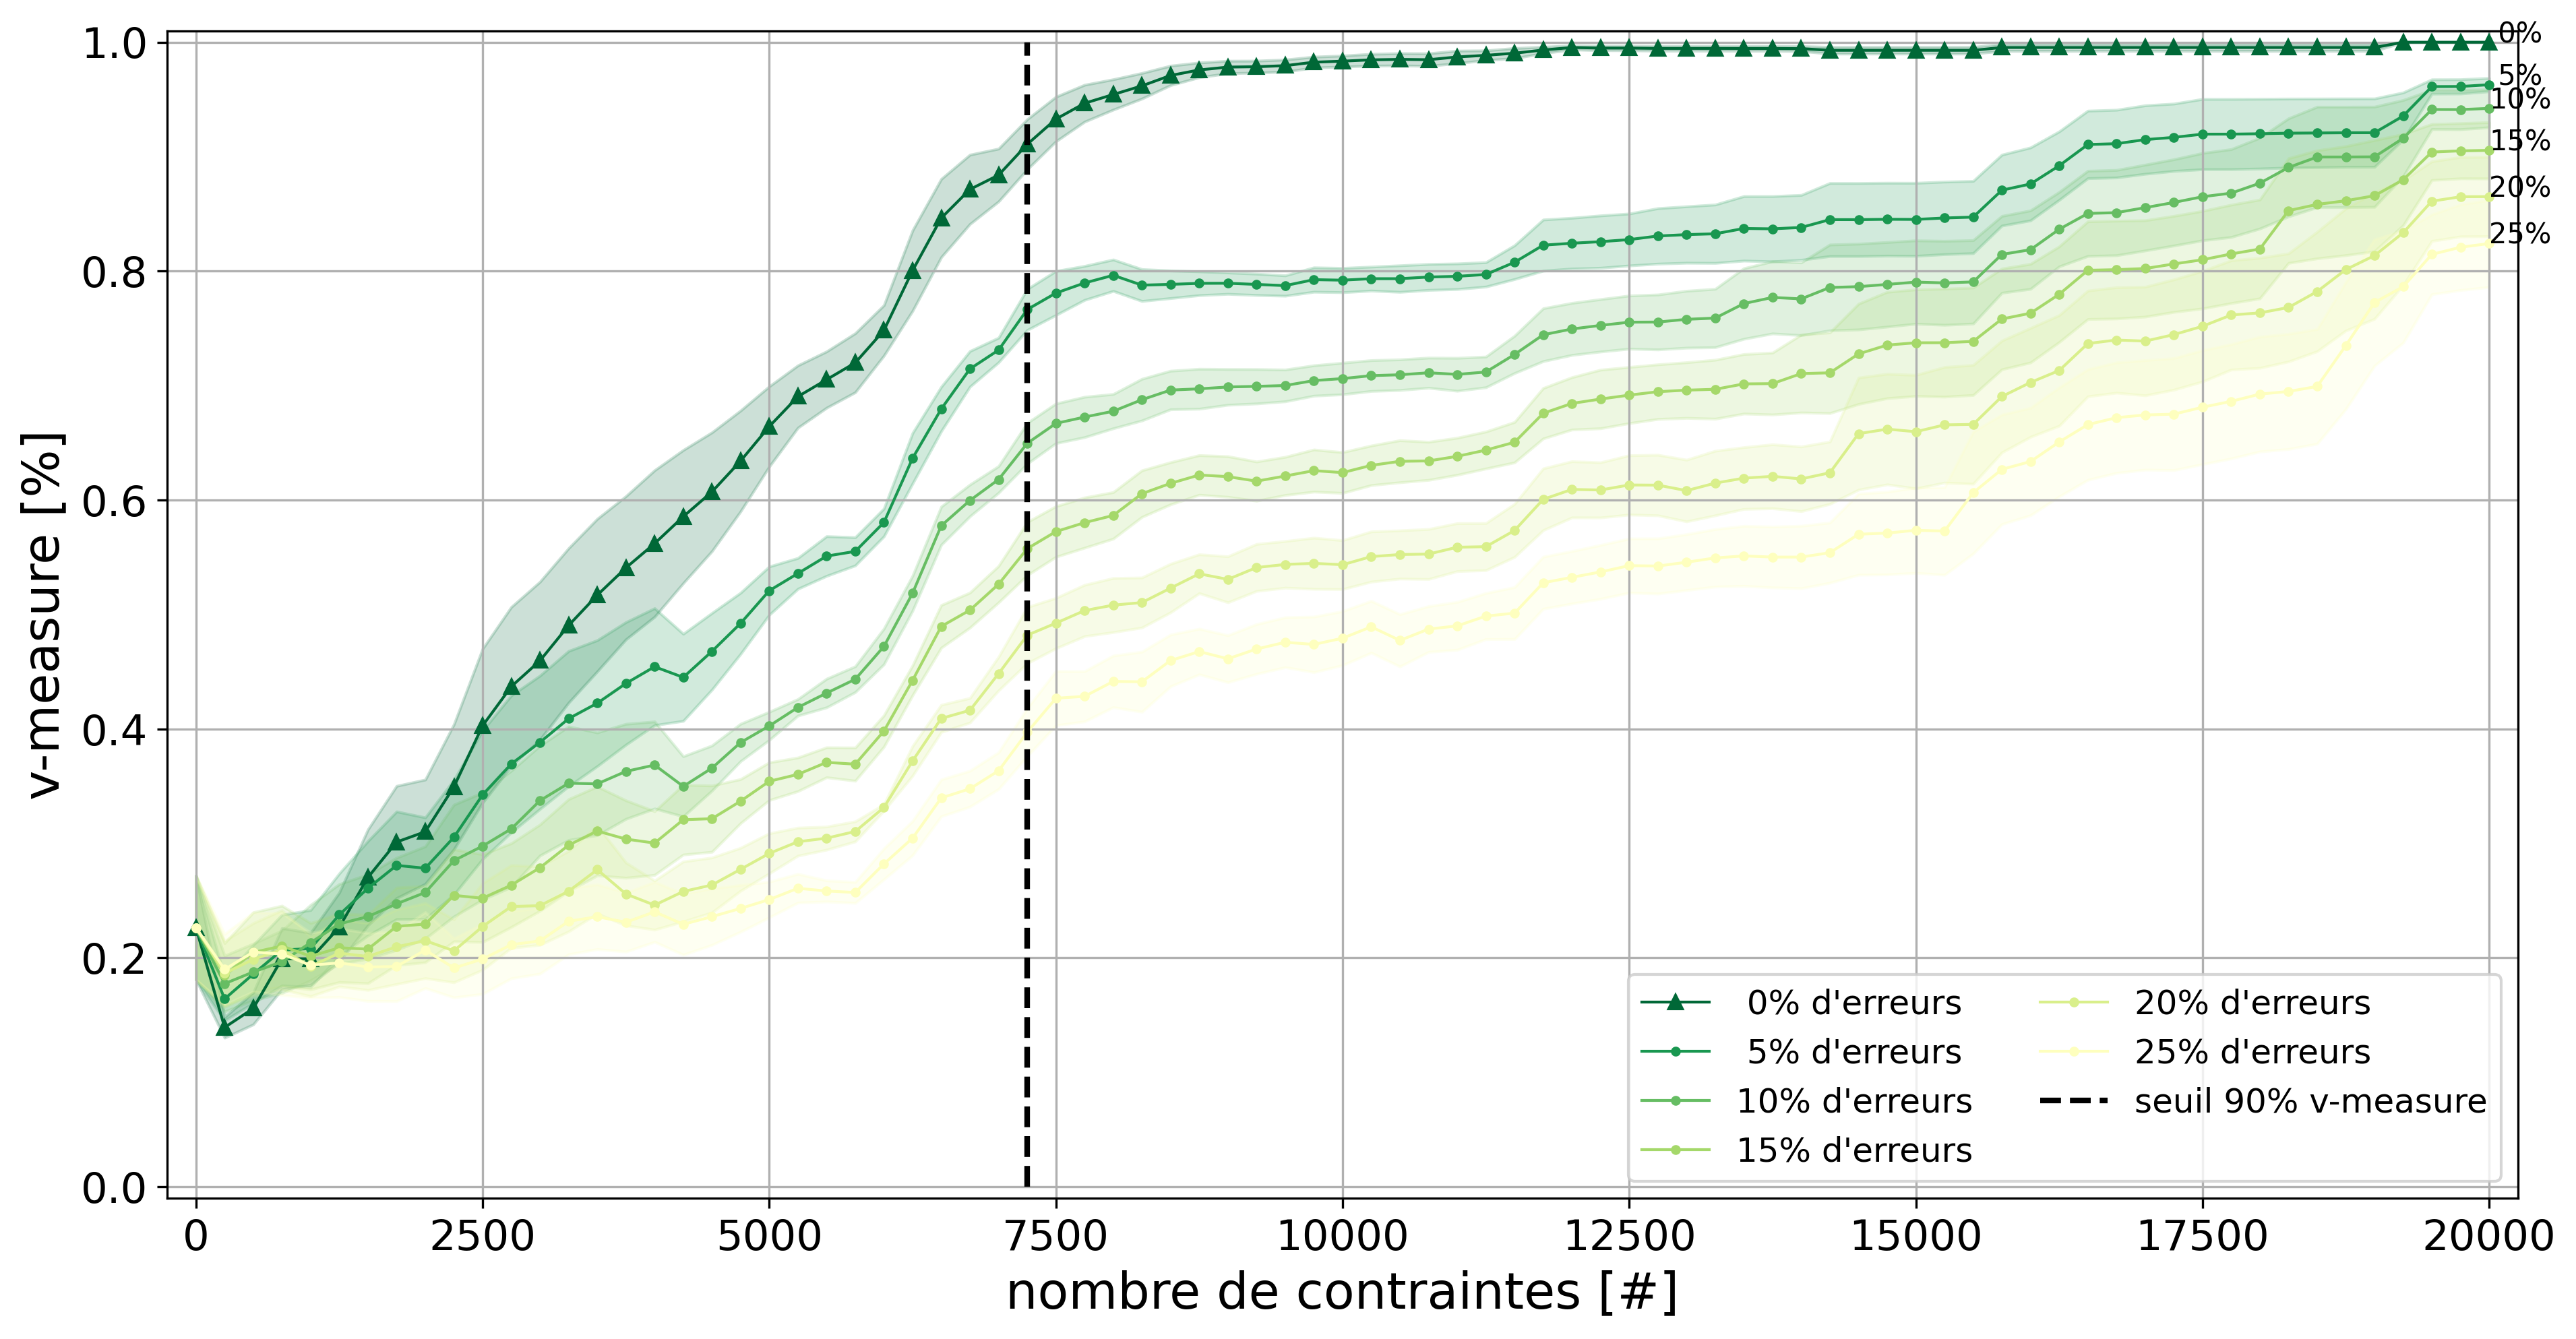 v-measure [%]
1.0
0.8
0.6
0.4
0.2
0.0
0%
5%
10%
15%
20%
25%
0% d'erreurs
5% d'erreurs
10% d'erreurs
15% d'erreurs
20% d'erreurs
25% d'erreurs
seuil 90% v-measure
0 2500 5000 7500 10000 12500 15000 17500 20000
nombre de contraintes [#]